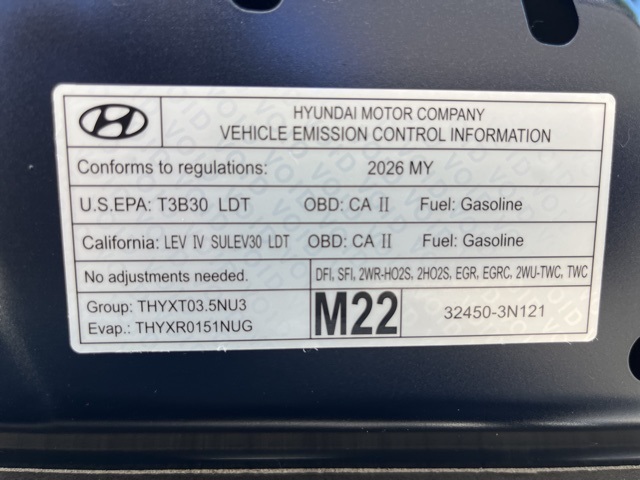 HYUNDAI MOTOR COMPANY
VEHICLE EMISSION CONTROL INFORMATION
Conforms to regulations: 2026 MY
U.S.EPA: T3B30 LDT OBD: CA II Fuel: Gasoline
California: LEV IV SULEV30 LDT OBD: CA II Fuel: Gasoline
No adjustments needed. DFI, SFI, 2WR-HO2S, 2HO2S, EGR, EGRC, 2WU-TWC, TWC
Group: THYXT03.5NU3
Evap.: THYXR0151NUG
M22
32450-3N121